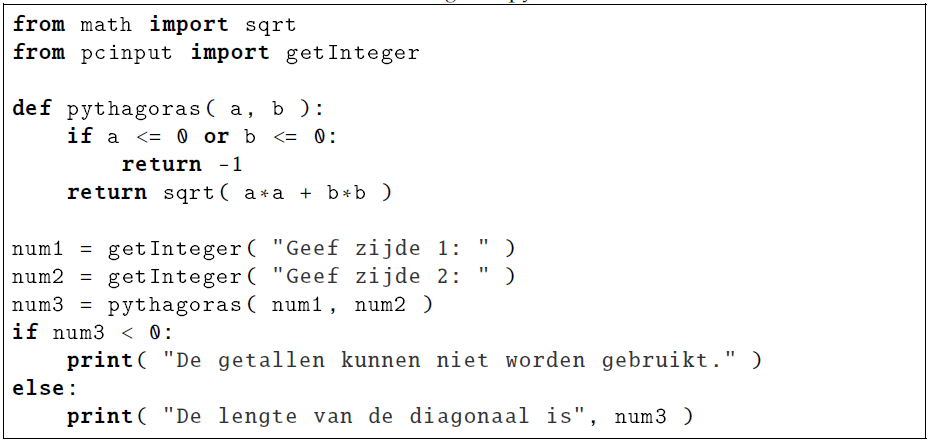 from math import sqrt
from pcinput import getInteger
def pythagoras( a, b ):
    if a <= 0 or b <= 0:
        return -1
    return sqrt( a*a + b*b )
num1 = getInteger( "Geef zijde 1: " )
num2 = getInteger( "Geef zijde 2: " )
num3 = pythagoras( num1, num2 )
if num3 < 0:
    print( "De getallen kunnen niet worden gebruikt." )
else:
    print( "De lengte van de diagonaal is", num3 )